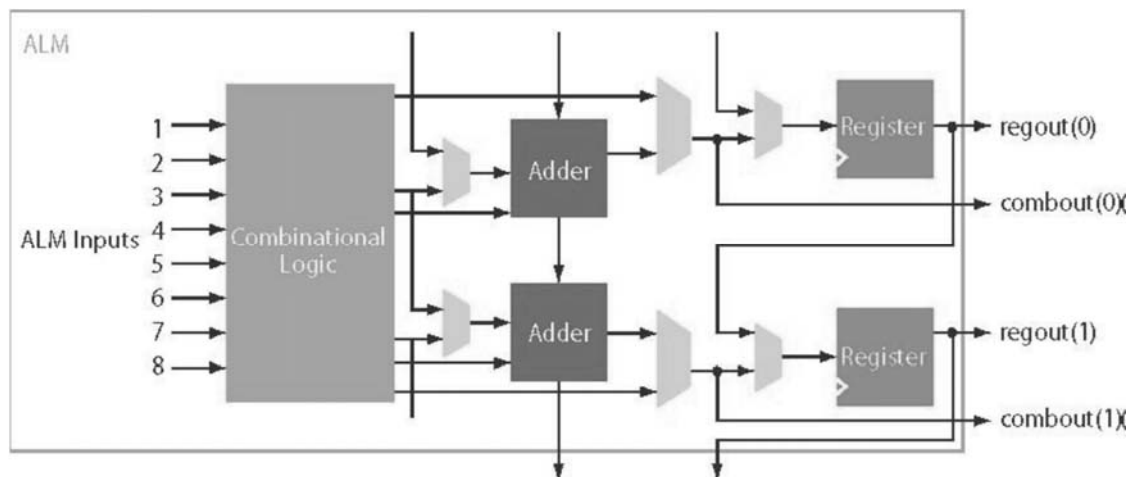 ALM
1
2
3
ALM Inputs 4
5
6
7
8
Combinational
Logic
Adder
Adder
Register
Register
regout(0)
combout(0)(
regout(1)
combout(1)(